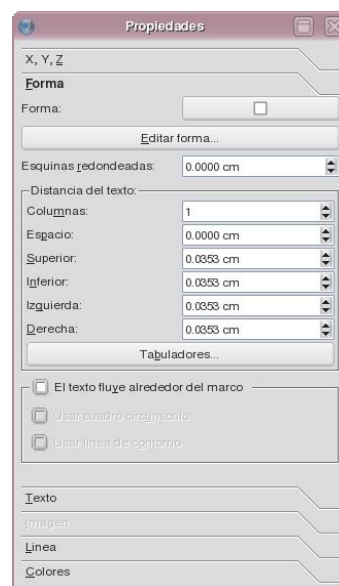 Propiedades
X, Y, Z
Forma
Forma:
Editar forma...
Esquinas redondeadas: 0.0000 cm
Distancia del texto:
Columnas: 1
Espacio: 0.0000 cm
Superior: 0.0353 cm
Inferior: 0.0353 cm
Izquierda: 0.0353 cm
Derecha: 0.0353 cm
Tabuladores...
El texto fluye alrededor del marco
Usar cuadro circunscrito
Usar linea de contorno
Texto
Imagen
Linea
Colores